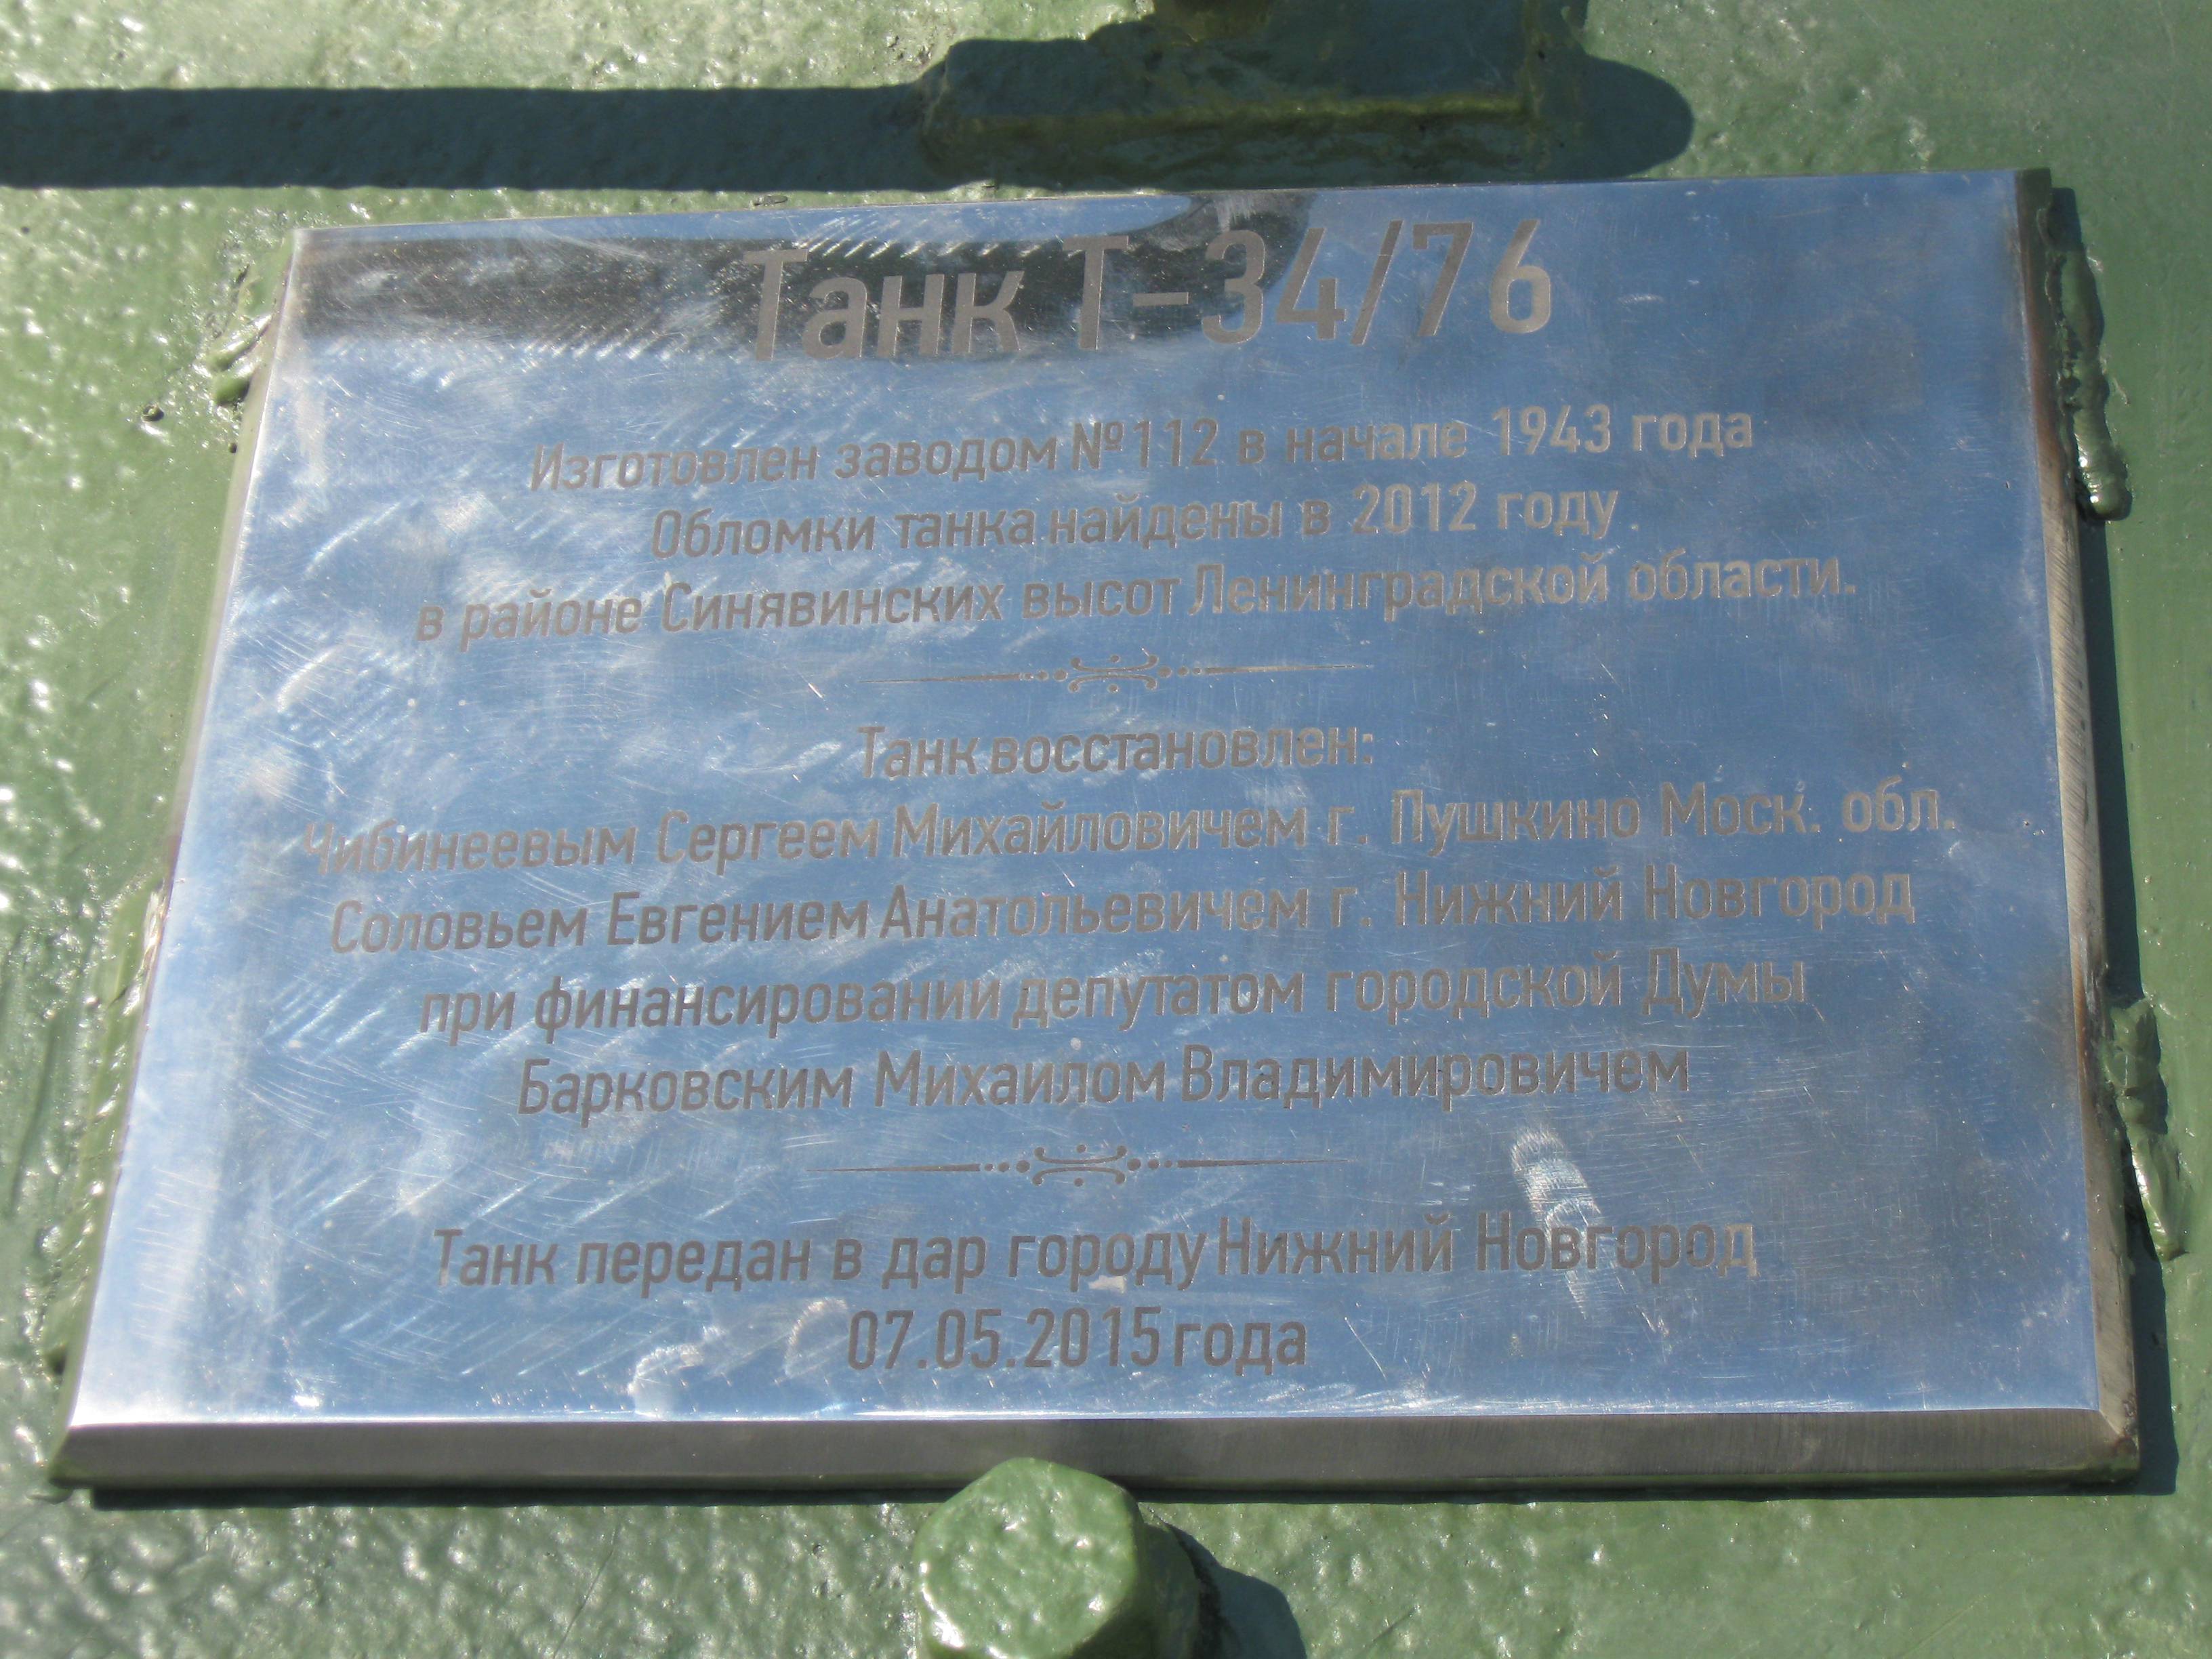 Танк Т-34/76
Изготовлен заводом №112 в начале 1943 года
Обломки танка найдены в 2012 году
в районе Синявинских высот Ленинградской области.
Танк восстановлен:
Чибинеевым Сергеем Михайловичем г. Пушкино Моск. обл.
Соловьем Евгением Анатольевичем г. Нижний Новгород
при финансировании депутатом городской Думы
Барковским Михаилом Владимировичем
Танк передан в дар городу Нижний Новгород
07.05.2015 года